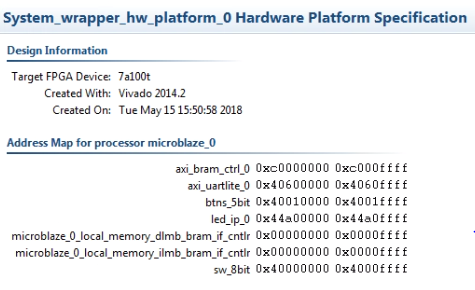 System_wrapper_hw_platform_0 Hardware Platform Specification
Design Information
Target FPGA Device: 7a100t
Created With: Vivado 2014.2
Created On: Tue May 15 15:50:58 2018
Address Map for processor microblaze_0
axi_bram_ctrl_0 0xc0000000 0xc000ffff
axi_uartlite_0 0x40600000 0x4060ffff
btns_5bit 0x40010000 0x4001ffff
led_ip_0 0x44a00000 0x44a0ffff
microblaze_0_local_memory_dlmb_bram_if_cntlr 0x00000000 0x0000ffff
microblaze_0_local_memory_ilmb_bram_if_cntlr 0x00000000 0x0000ffff
sw_8bit 0x40000000 0x4000ffff